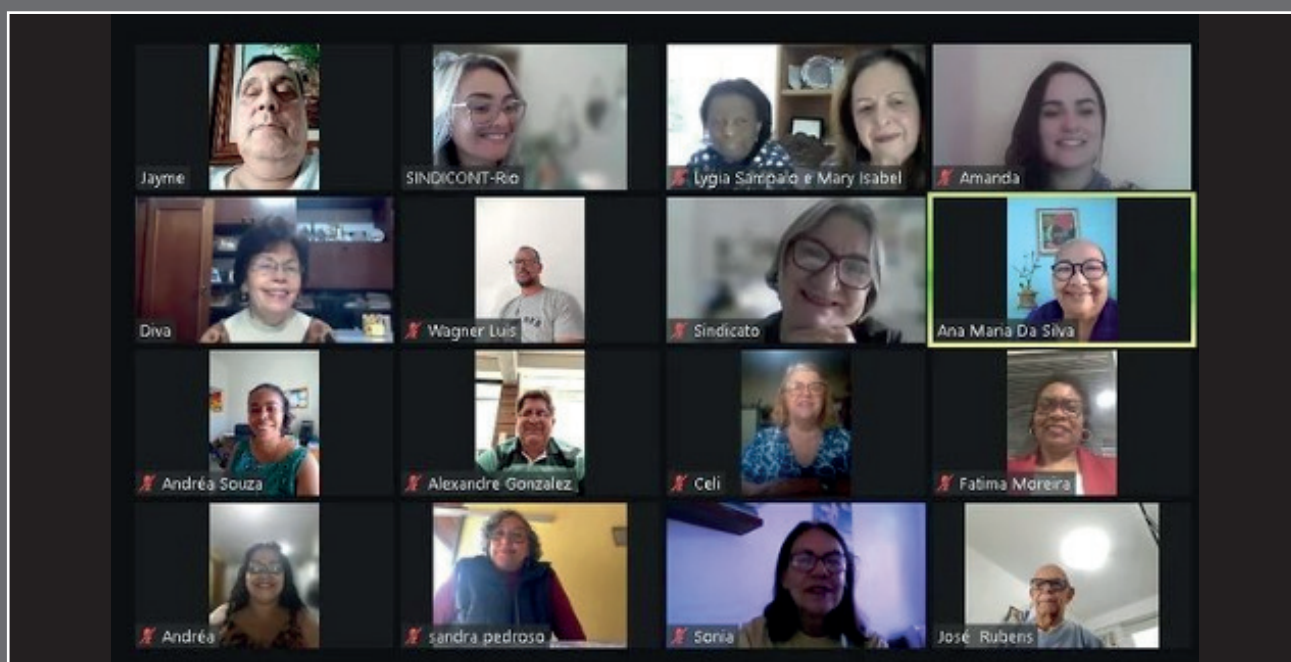 Jayme
SINDICONT-Rio
Lygia Sampaio e Mary Isabel
Amanda
Diva
Wagner Luis
Sindicato
Ana Maria Da Silva
Andréa Souza
Alexandre Gonzalez
Celi
Fatima Moreira
Andréa
sandra pedroso
Sonia
José Rubens